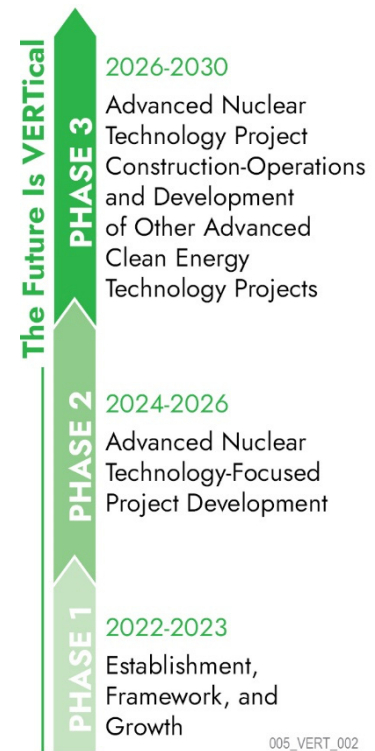 The Future Is VERTical
PHASE 3
2026-2030
Advanced Nuclear
Technology Project
Construction-Operations
and Development
of Other Advanced
Clean Energy
Technology Projects
PHASE 2
2024-2026
Advanced Nuclear
Technology-Focused
Project Development
PHASE 1
2022-2023
Establishment,
Framework, and
Growth
005_VERT_002